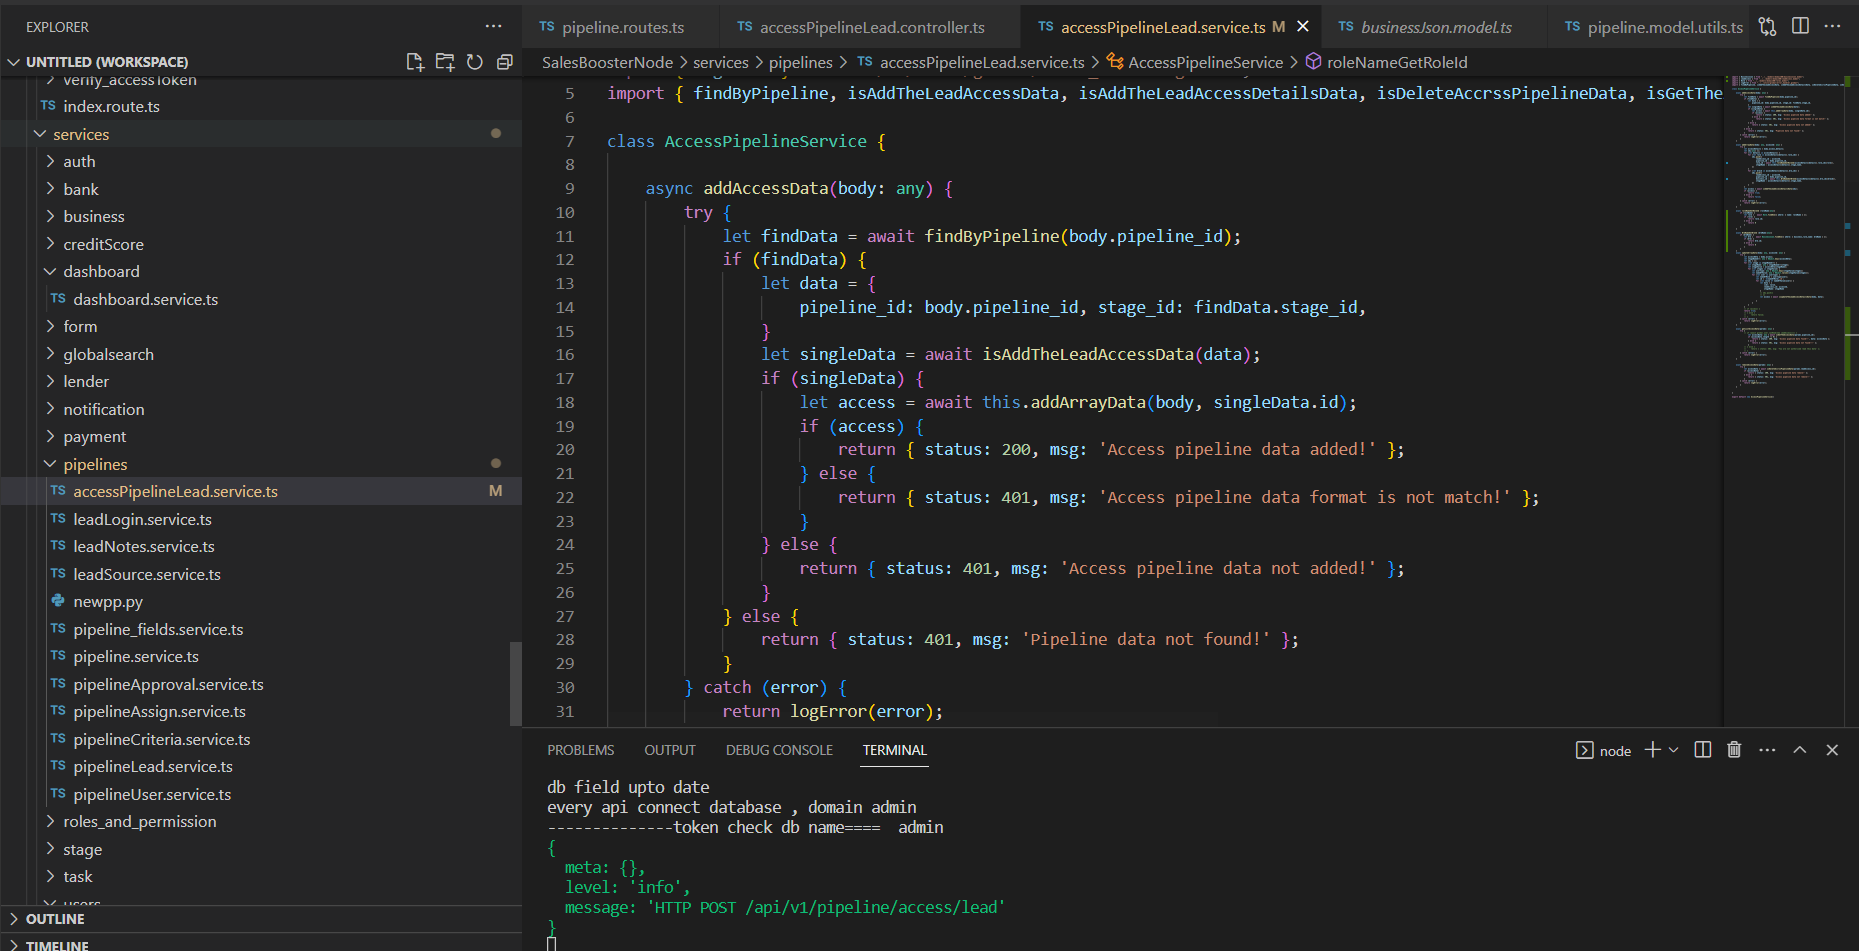 EXPLORER
UNTITLED (WORKSPACE)
verify_accessToken
TS index.route.ts
services
auth
bank
business
creditScore
dashboard
TS dashboard.service.ts
form
globalsearch
lender
notification
payment
pipelines
TS accessPipelineLead.service.ts M
TS leadLogin.service.ts
TS leadNotes.service.ts
TS leadSource.service.ts
newpp.py
TS pipeline_fields.service.ts
TS pipeline.service.ts
TS pipelineApproval.service.ts
TS pipelineAssign.service.ts
TS pipelineCriteria.service.ts
TS pipelineLead.service.ts
TS pipelineUser.service.ts
roles_and_permission
stage
task
users
OUTLINE
TIMELINE
TS pipeline.routes.ts TS accessPipelineLead.controller.ts TS accessPipelineLead.service.ts M TS businessJson.model.ts TS pipeline.model.utils.ts
SalesBoosterNode > services > pipelines > TS accessPipelineLead.service.ts > AccessPipelineService > roleNameGetRoleId
5 import { findByPipeline, isAddTheLeadAccessData, isAddTheLeadAccessDetailsData, isDeleteAccrssPipelineData, isGetThe
6
7 class AccessPipelineService {
8
9 async addAccessData(body: any) {
10 try {
11 let findData = await findByPipeline(body.pipeline_id);
12 if (findData) {
13 let data = {
14 pipeline_id: body.pipeline_id, stage_id: findData.stage_id,
15 }
16 let singleData = await isAddTheLeadAccessData(data);
17 if (singleData) {
18 let access = await this.addArrayData(body, singleData.id);
19 if (access) {
20 return { status: 200, msg: 'Access pipeline data added!' };
21 } else {
22 return { status: 401, msg: 'Access pipeline data format is not match!' };
23 }
24 } else {
25 return { status: 401, msg: 'Access pipeline data not added!' };
26 }
27 } else {
28 return { status: 401, msg: 'Pipeline data not found!' };
29 }
30 } catch (error) {
31 return logError(error);
PROBLEMS OUTPUT DEBUG CONSOLE TERMINAL node
db field upto date
every api connect database , domain admin
--------------token check db name==== admin
{
meta: {},
level: 'info',
message: 'HTTP POST /api/v1/pipeline/access/lead'
}